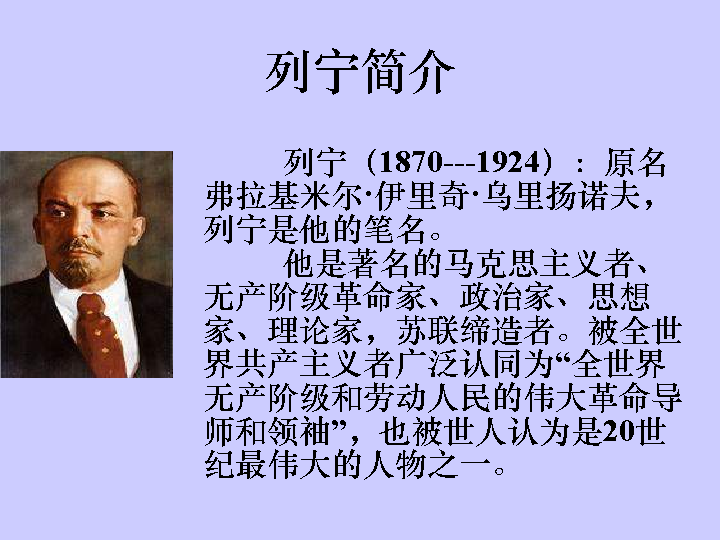 列宁简介
列宁（1870---1924）：原名
弗拉基米尔·伊里奇·乌里扬诺夫，
列宁是他的笔名。
他是著名的马克思主义者、
无产阶级革命家、政治家、思想
家、理论家，苏联缔造者。被全世
界共产主义者广泛认同为“全世界
无产阶级和劳动人民的伟大革命导
师和领袖”，也被世人认为是20世
纪最伟大的人物之一。